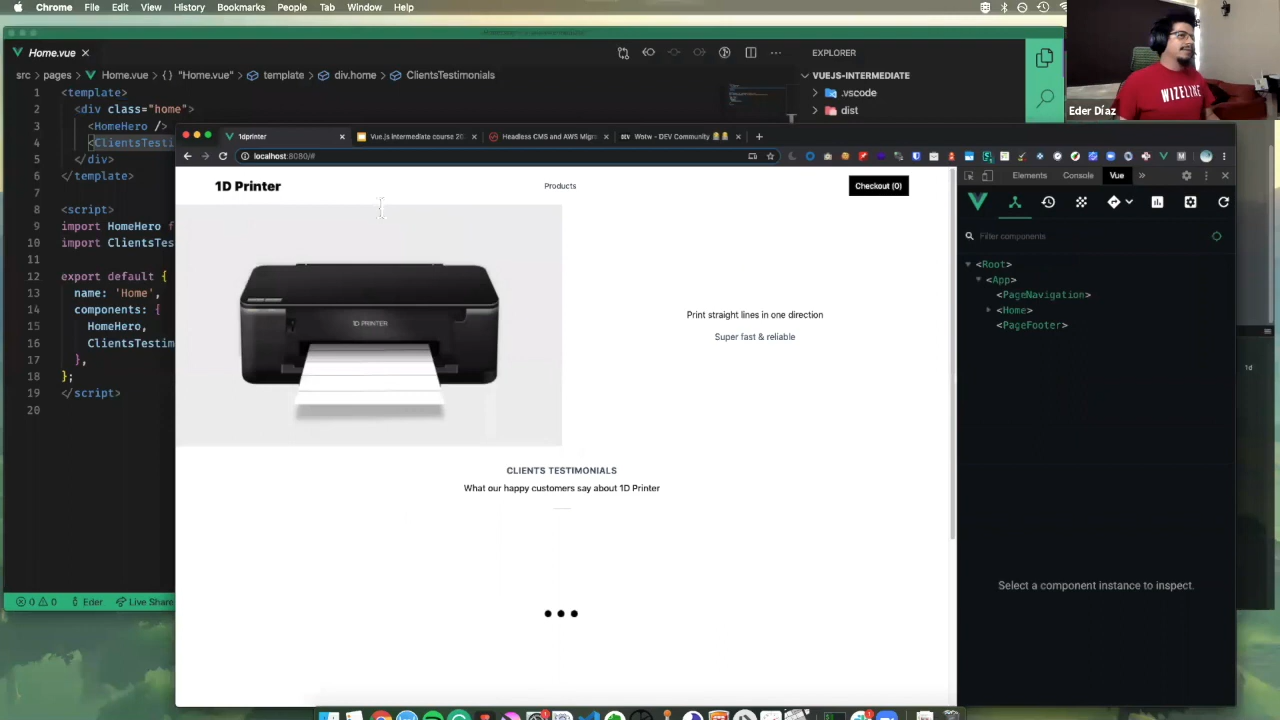 Chrome File Edit View History Bookmarks People Tab Window Help
Home.vue
EXPLORER
src > pages > Home.vue > {} "Home.vue" > template > div.home > ClientsTestimonials
VUEJS-INTERMEDIATE
.vscode
dist
1 <template>
2 <div class="home">
3 <HomeHero />
4 <ClientsTesti
5 </div>
6 </template>
7
8 <script>
9 import HomeHero f
10 import ClientsTes
11
12 export default {
13 name: 'Home',
14 components: {
15 HomeHero,
16 ClientsTestim
17 },
18 };
19 </script>
20
0 0 Eder Live Share
WIZELINE
Eder Díaz
1dprinter
Vue.js intermediate course 20
Headless CMS and AWS Migr
Wotw - DEV Community
localhost:8080/#
1D Printer
Products
Checkout (0)
1D PRINTER
Print straight lines in one direction
Super fast & reliable
CLIENTS TESTIMONIALS
What our happy customers say about 1D Printer
Elements Console Vue
Filter components
<Root>
<App>
<PageNavigation>
<Home>
<PageFooter>
Select a component instance to inspect.
1d